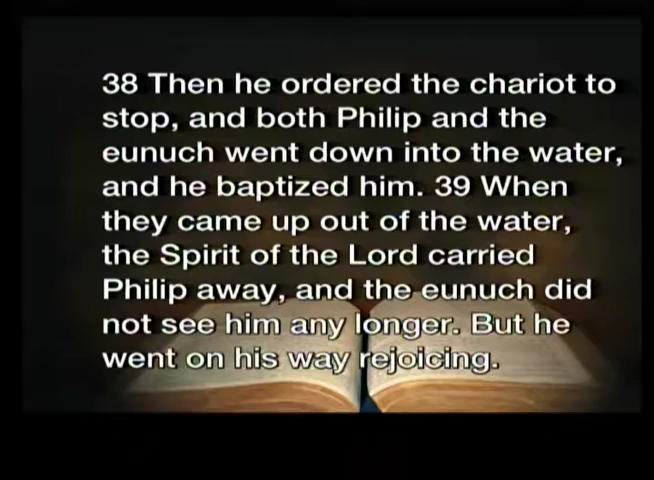 38 Then he ordered the chariot to
stop, and both Philip and the
eunuch went down into the water,
and he baptized him. 39 When
they came up out of the water,
the Spirit of the Lord carried
Philip away, and the eunuch did
not see him any longer. But he
went on his way rejoicing.